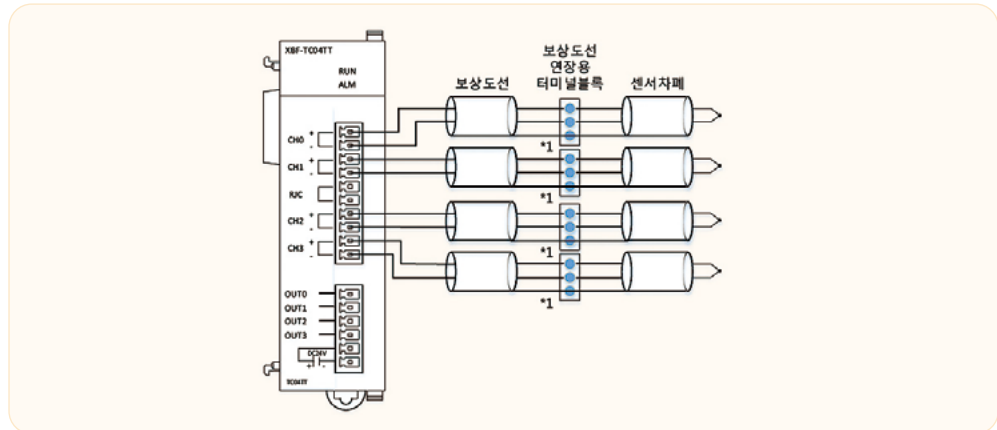 XBF-TC04TT
RUN
ALM
보상도선
보상도선
연장용
터미널블록
센서차폐
CH0 + -
*1
CH1 + -
*1
RJC
CH2 + -
*1
CH3 + -
*1
OUT0
OUT1
OUT2
OUT3
DC24V
+ -
TC04TT